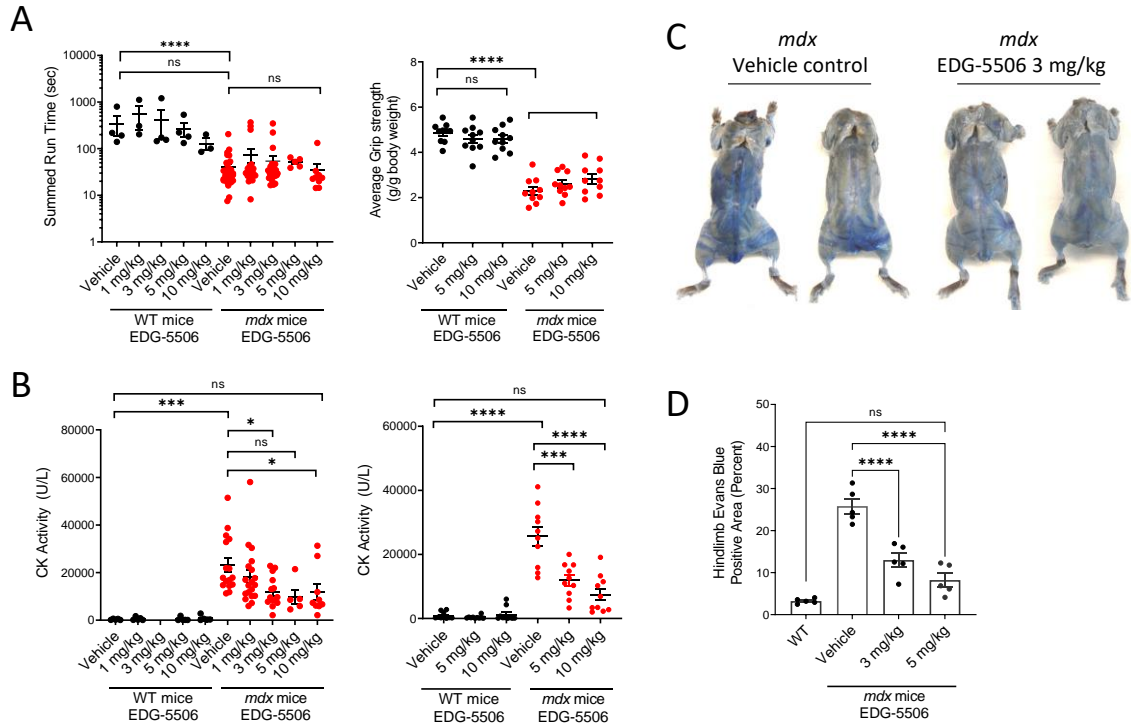 A
Summed Run Time (sec)
10000
1000
100
10
1
****
ns
ns
Vehicle
1 mg/kg
3 mg/kg
5 mg/kg
10 mg/kg
Vehicle
1 mg/kg
3 mg/kg
5 mg/kg
10 mg/kg
WT mice
EDG-5506
mdx mice
EDG-5506
Average Grip strength
(g/g body weight)
8
6
4
2
0
****
ns
Vehicle
5 mg/kg
10 mg/kg
Vehicle
5 mg/kg
10 mg/kg
WT mice
EDG-5506
mdx mice
EDG-5506
C
mdx
Vehicle control
mdx
EDG-5506 3 mg/kg
B
CK Activity (U/L)
80000
60000
40000
20000
0
ns
***
*
ns
*
Vehicle
1 mg/kg
3 mg/kg
5 mg/kg
10 mg/kg
Vehicle
1 mg/kg
3 mg/kg
5 mg/kg
10 mg/kg
WT mice
EDG-5506
mdx mice
EDG-5506
CK Activity (U/L)
60000
40000
20000
0
ns
****
****
***
Vehicle
5 mg/kg
10 mg/kg
Vehicle
5 mg/kg
10 mg/kg
WT mice
EDG-5506
mdx mice
EDG-5506
D
Hindlimb Evans Blue
Positive Area (Percent)
50
40
30
20
10
0
ns
****
****
WT
Vehicle
3 mg/kg
5 mg/kg
mdx mice
EDG-5506